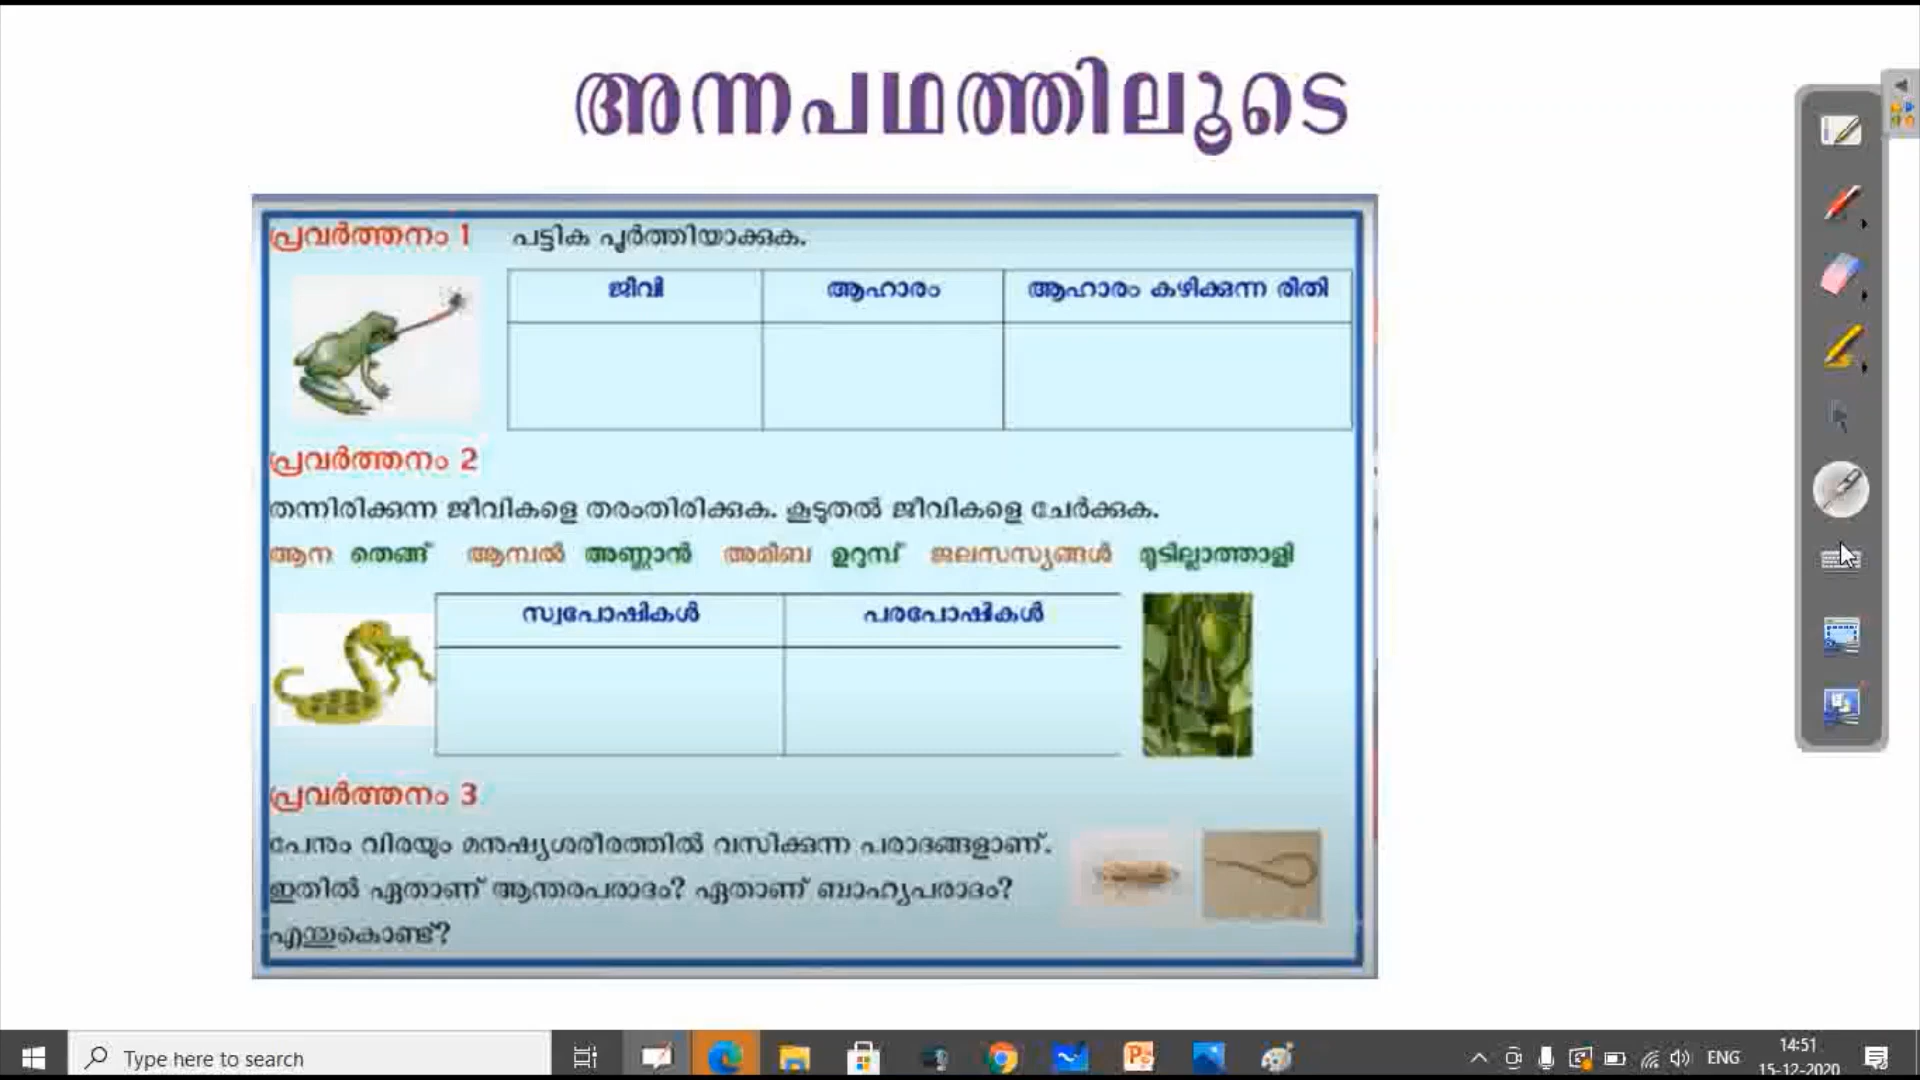 അന്നപഥത്തിലൂടെ
പ്രവർത്തനം 1 പട്ടിക പൂർത്തിയാക്കുക.
ജീവി ആഹാരം ആഹാരം കഴിക്കുന്ന രീതി
പ്രവർത്തനം 2
തന്നിരിക്കുന്ന ജീവികളെ തരംതിരിക്കുക. കൂടുതൽ ജീവികളെ ചേർക്കുക.
ആന തെങ്ങ് ആമ്പൽ അണ്ണാൻ അമീബ ഉറുമ്പ് ജലസസ്യങ്ങൾ മൂടില്ലാത്താളി
സ്വപോഷികൾ പരപോഷികൾ
പ്രവർത്തനം 3
പേനും വിരയും മനുഷ്യശരീരത്തിൽ വസിക്കുന്ന പരാദങ്ങളാണ്.
ഇതിൽ ഏതാണ് ആന്തരപരാദം? ഏതാണ് ബാഹ്യപരാദം?
എന്തുകൊണ്ട്?
Type here to search
ENG
14:51
15-12-2020